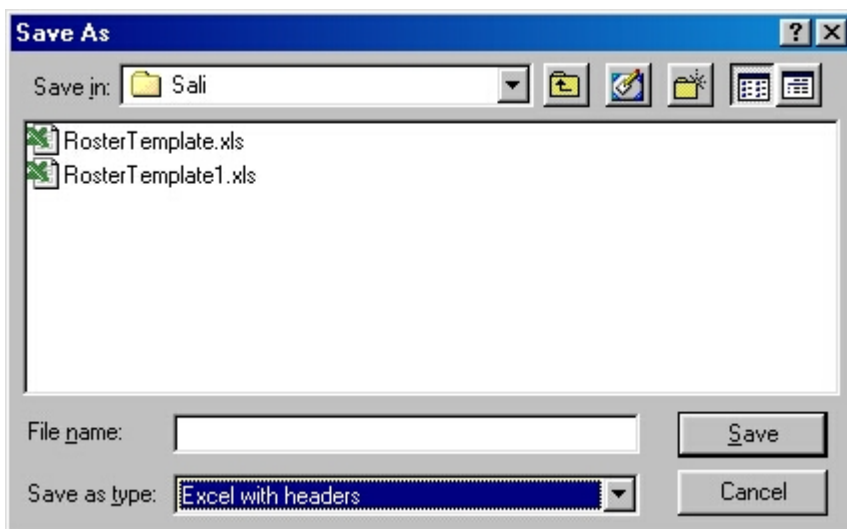 Save As
Save in: Sali
RosterTemplate.xls
RosterTemplate1.xls
File name:
Save
Save as type: Excel with headers
Cancel